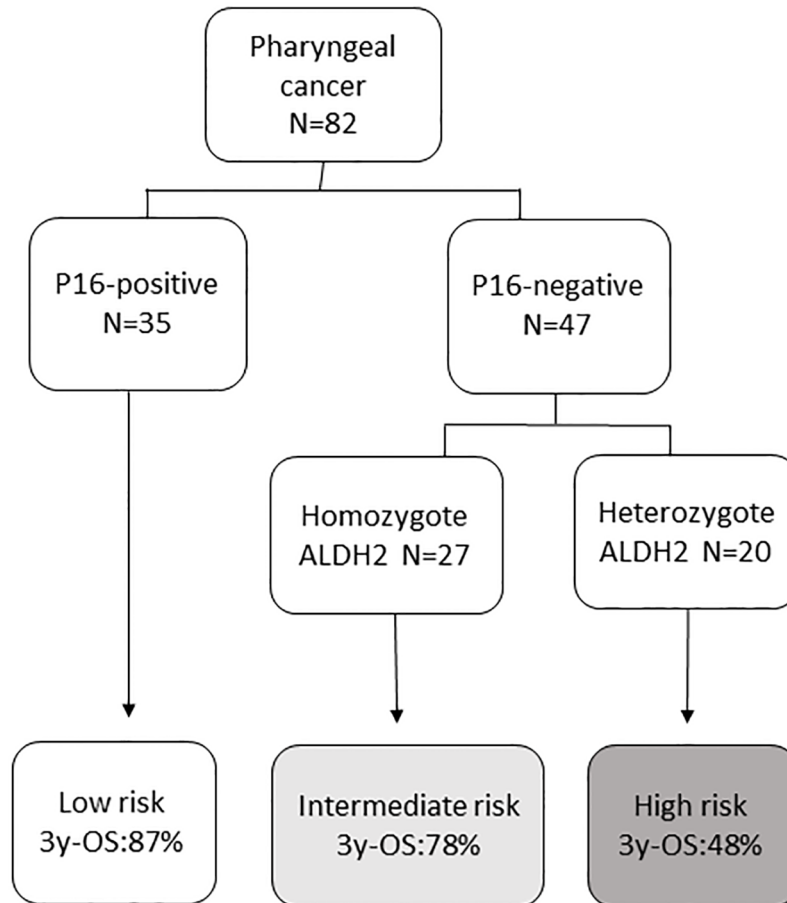 Pharyngeal
cancer
N=82
P16-positive
N=35
P16-negative
N=47
Homozygote
ALDH2  N=27
Heterozygote
ALDH2  N=20
Low risk
3y-OS:87%
Intermediate risk
3y-OS:78%
High risk
3y-OS:48%